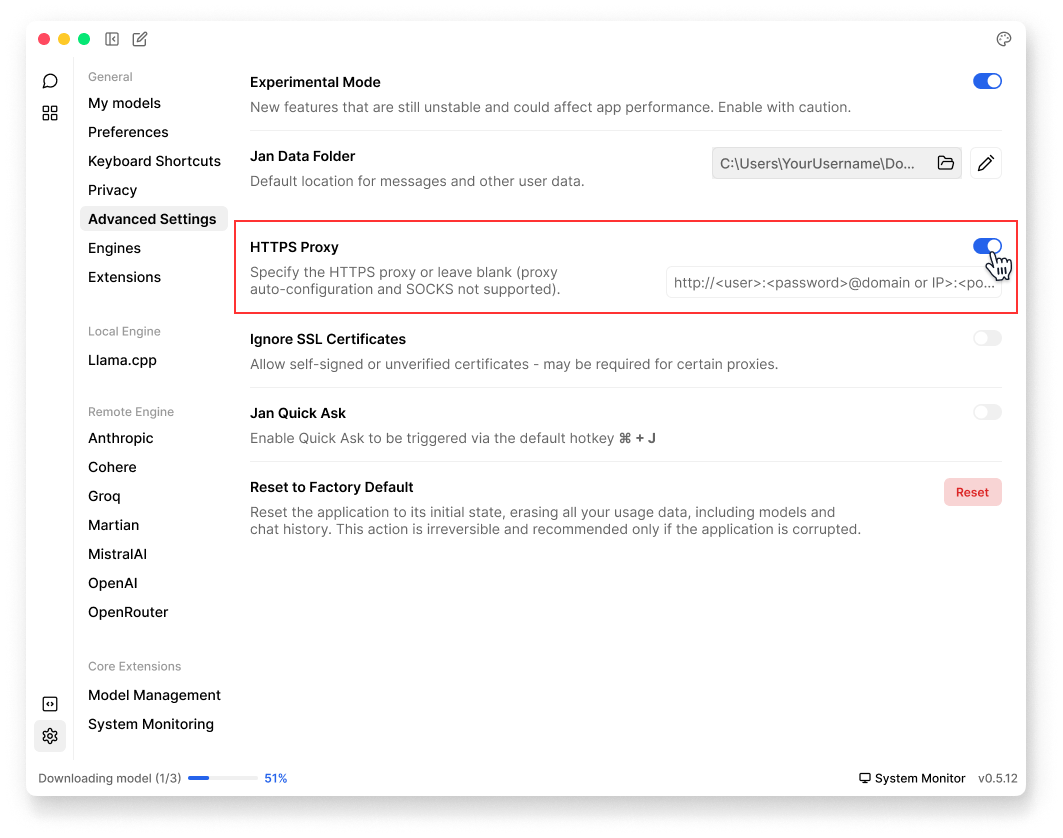 General
My models
Preferences
Keyboard Shortcuts
Privacy
Advanced Settings
Engines
Extensions
Local Engine
Llama.cpp
Remote Engine
Anthropic
Cohere
Groq
Martian
MistralAI
OpenAI
OpenRouter
Core Extensions
Model Management
System Monitoring
Experimental Mode
New features that are still unstable and could affect app performance. Enable with caution.
Jan Data Folder
Default location for messages and other user data.
C:\Users\YourUsername\Do...
HTTPS Proxy
Specify the HTTPS proxy or leave blank (proxy
auto-configuration and SOCKS not supported).
http://<user>:<password>@domain or IP>:<po...
Ignore SSL Certificates
Allow self-signed or unverified certificates - may be required for certain proxies.
Jan Quick Ask
Enable Quick Ask to be triggered via the default hotkey ⌘ + J
Reset to Factory Default
Reset the application to its initial state, erasing all your usage data, including models and
chat history. This action is irreversible and recommended only if the application is corrupted.
Reset
Downloading model (1/3) 51%
System Monitor v0.5.12